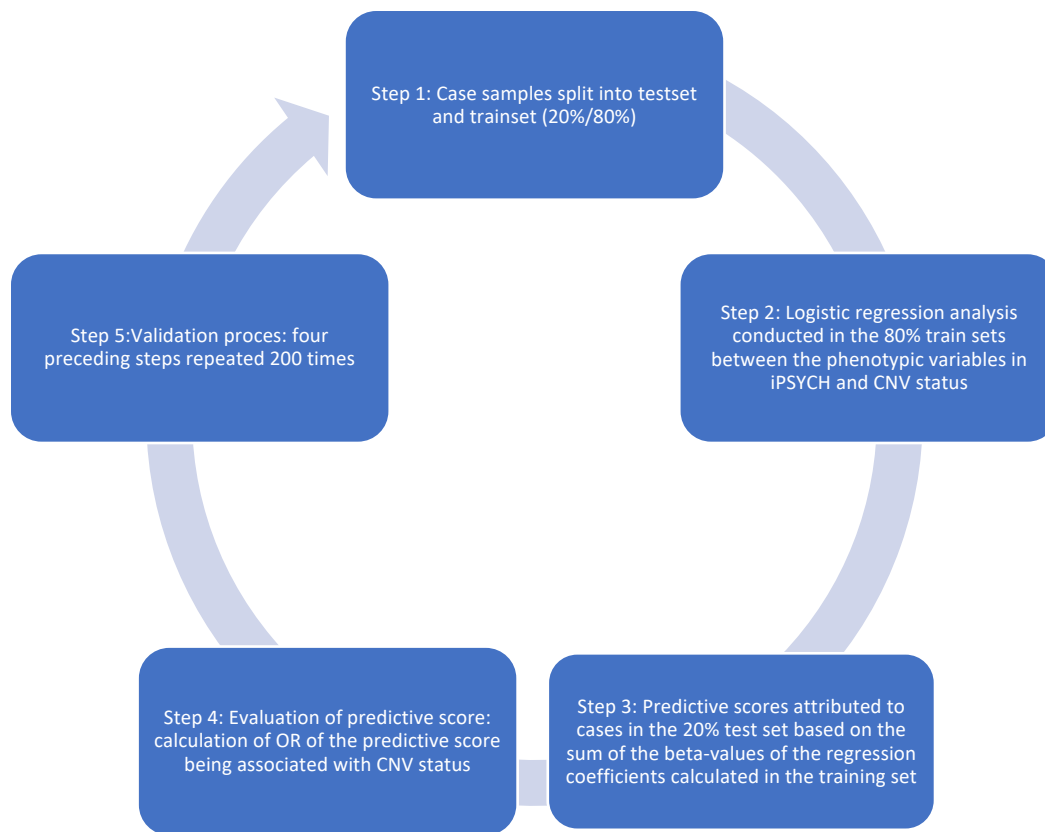 Step 1: Case samples split into testset
and trainset (20%/80%)
Step 2: Logistic regression analysis
conducted in the 80% train sets
between the phenotypic variables in
iPSYCH and CNV status
Step 3: Predictive scores attributed to
cases in the 20% test set based on the
sum of the beta-values of the regression
coefficients calculated in the training set
Step 4: Evaluation of predictive score:
calculation of OR of the predictive score
being associated with CNV status
Step 5:Validation proces: four
preceding steps repeated 200 times